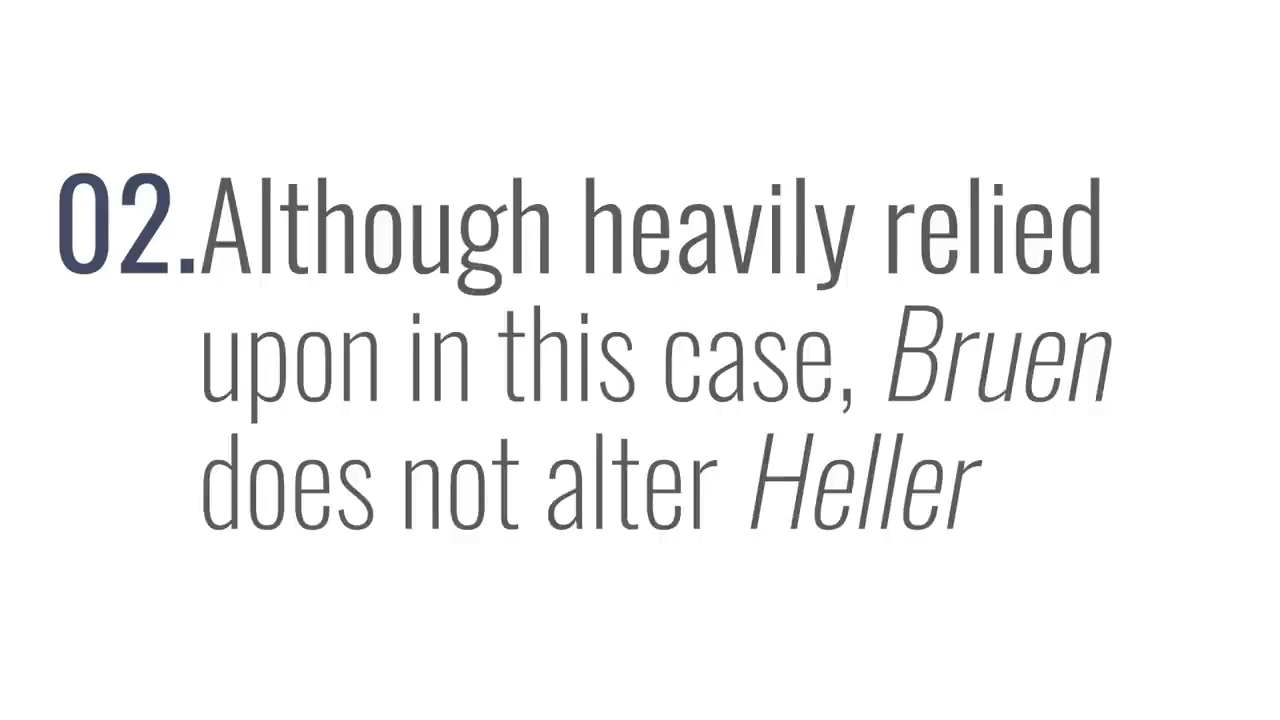 02. Although heavily relied
upon in this case, Bruen
does not alter Heller